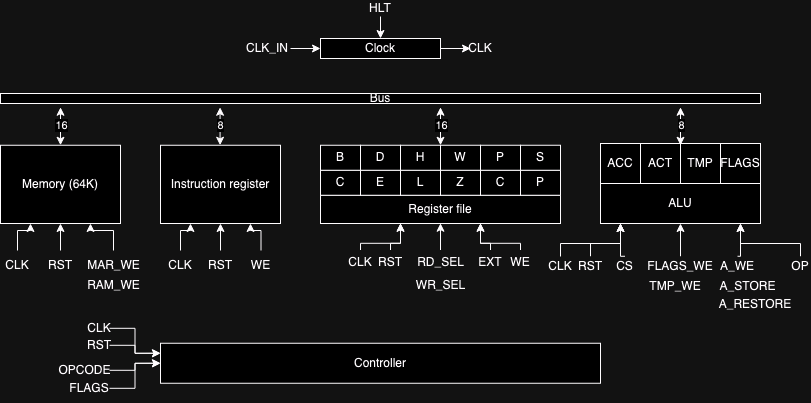 HLT
CLK_IN
Clock
CLK
Bus
16
8
16
8
Memory (64K)
Instruction register
B D H W P S
C E L Z C P
Register file
ACC ACT TMP FLAGS
ALU
CLK RST MAR_WE
RAM_WE
CLK RST WE
CLK RST RD_SEL EXT WE
WR_SEL
CLK RST CS FLAGS_WE A_WE OP
TMP_WE A_STORE
A_RESTORE
CLK
RST
OPCODE
FLAGS
Controller